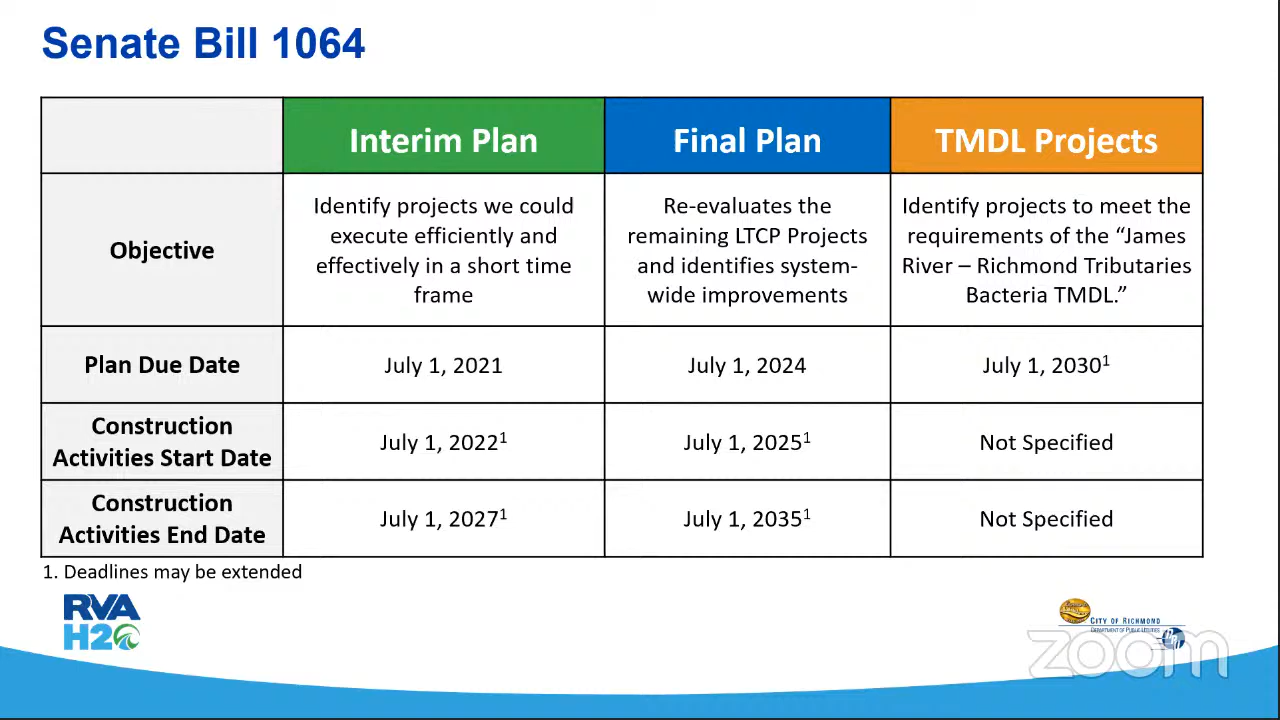 Senate Bill 1064
Interim Plan
Final Plan
TMDL Projects
Objective
Identify projects we could
execute efficiently and
effectively in a short time
frame
Re-evaluates the
remaining LTCP Projects
and identifies system-
wide improvements
Identify projects to meet the
requirements of the “James
River – Richmond Tributaries
Bacteria TMDL.”
Plan Due Date
July 1, 2021
July 1, 2024
July 1, 2030¹
Construction
Activities Start Date
July 1, 2022¹
July 1, 2025¹
Not Specified
Construction
Activities End Date
July 1, 2027¹
July 1, 2035¹
Not Specified
1. Deadlines may be extended
RVA
H2O
CITY OF RICHMOND
DEPARTMENT OF PUBLIC UTILITIES
zoom